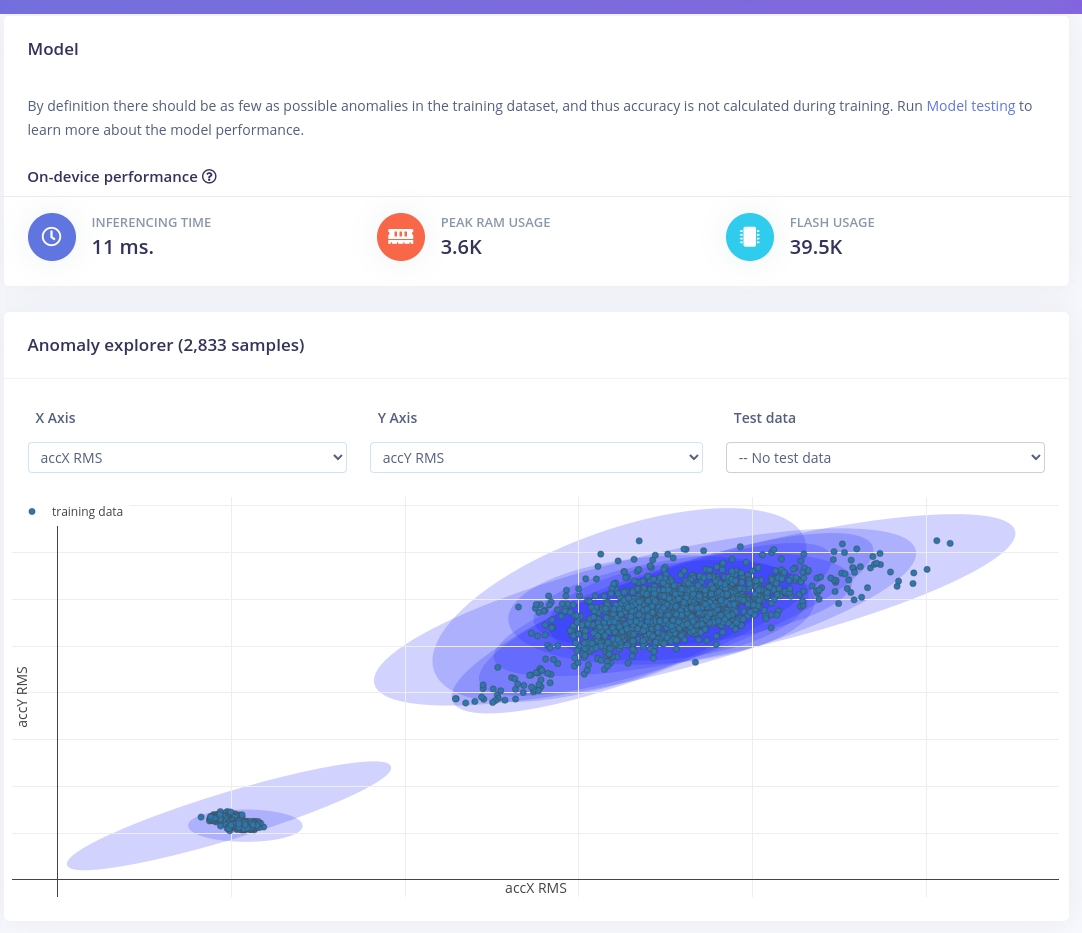 Model
By definition there should be as few as possible anomalies in the training dataset, and thus accuracy is not calculated during training. Run Model testing to
learn more about the model performance.
On-device performance
INFERENCING TIME
11 ms.
PEAK RAM USAGE
3.6K
FLASH USAGE
39.5K
Anomaly explorer (2,833 samples)
X Axis
Y Axis
Test data
accX RMS
accY RMS
-- No test data
training data
accY RMS
accX RMS